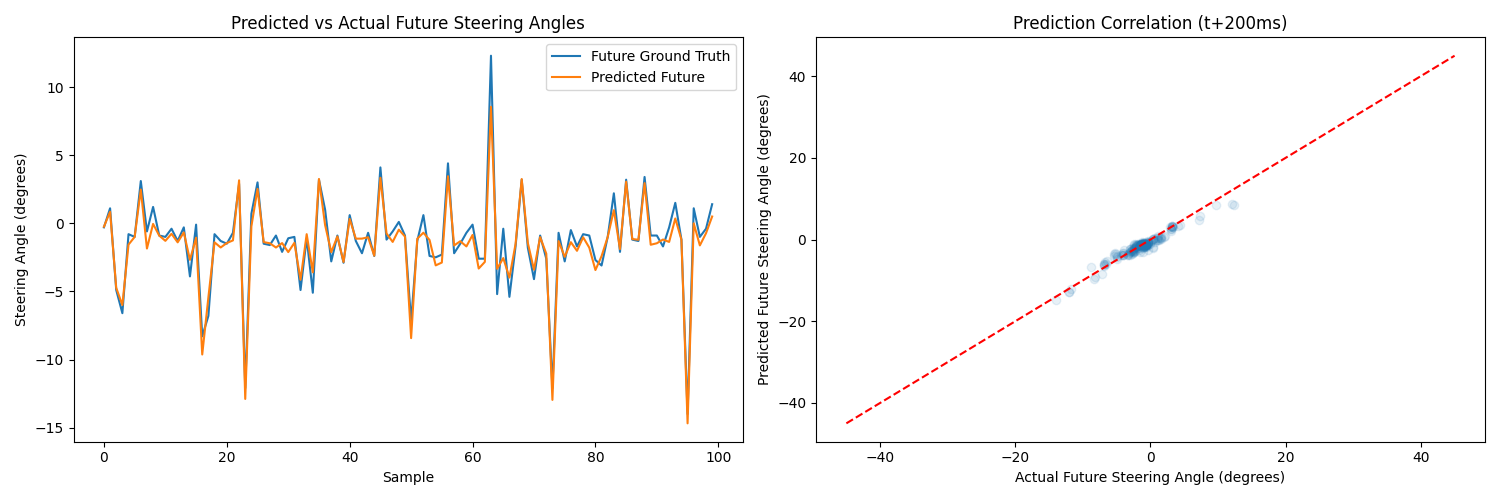 Predicted vs Actual Future Steering Angles
Future Ground Truth
Predicted Future
Steering Angle (degrees)
10
5
0
−5
−10
−15
0 20 40 60 80 100
Sample
Prediction Correlation (t+200ms)
Predicted Future Steering Angle (degrees)
40
20
0
−20
−40
−40 −20 0 20 40
Actual Future Steering Angle (degrees)